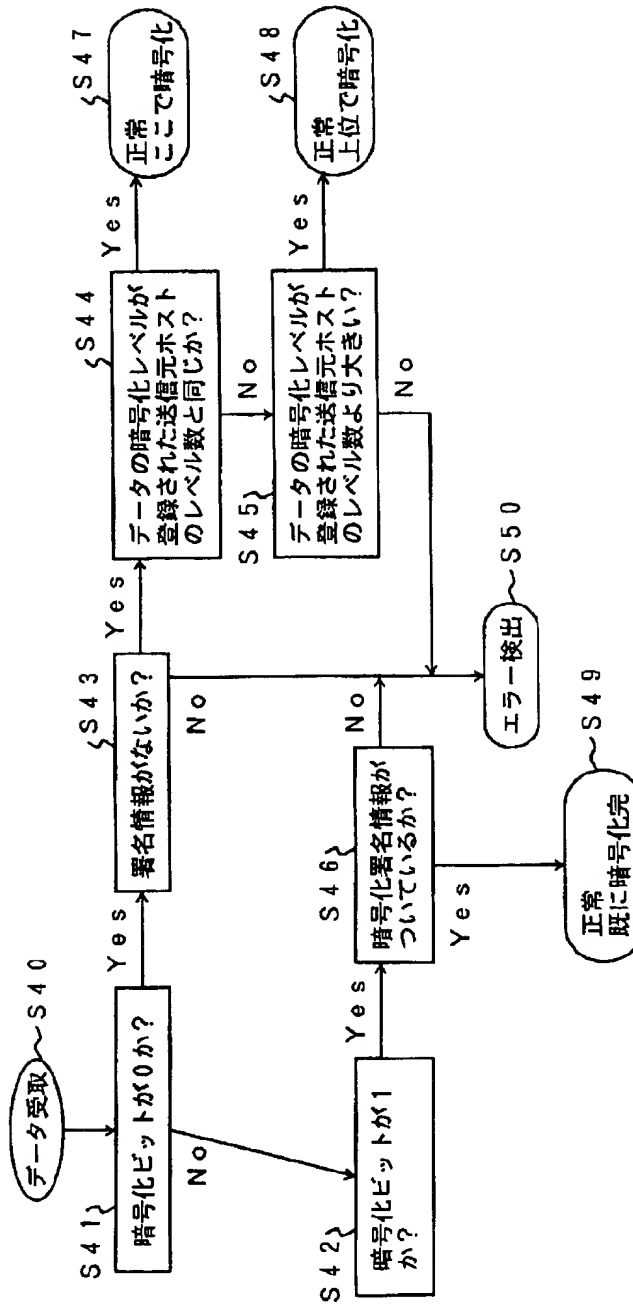 データ受取
S40
S41
暗号化ビットが0か?
Yes
No
S42
暗号化ビットが1
か?
Yes
S43
署名情報がないか?
Yes
No
S44
データの暗号化レベルが
登録された送信元ホスト
のレベル数と同じか?
Yes
No
S45
データの暗号化レベルが
登録された送信元ホスト
のレベル数より大きい?
Yes
No
S46
暗号化署名情報が
ついているか?
No
Yes
S47
正常
ここで暗号化
S48
正常
上位で暗号化
S49
正常
既に暗号化完
S50
エラー検出